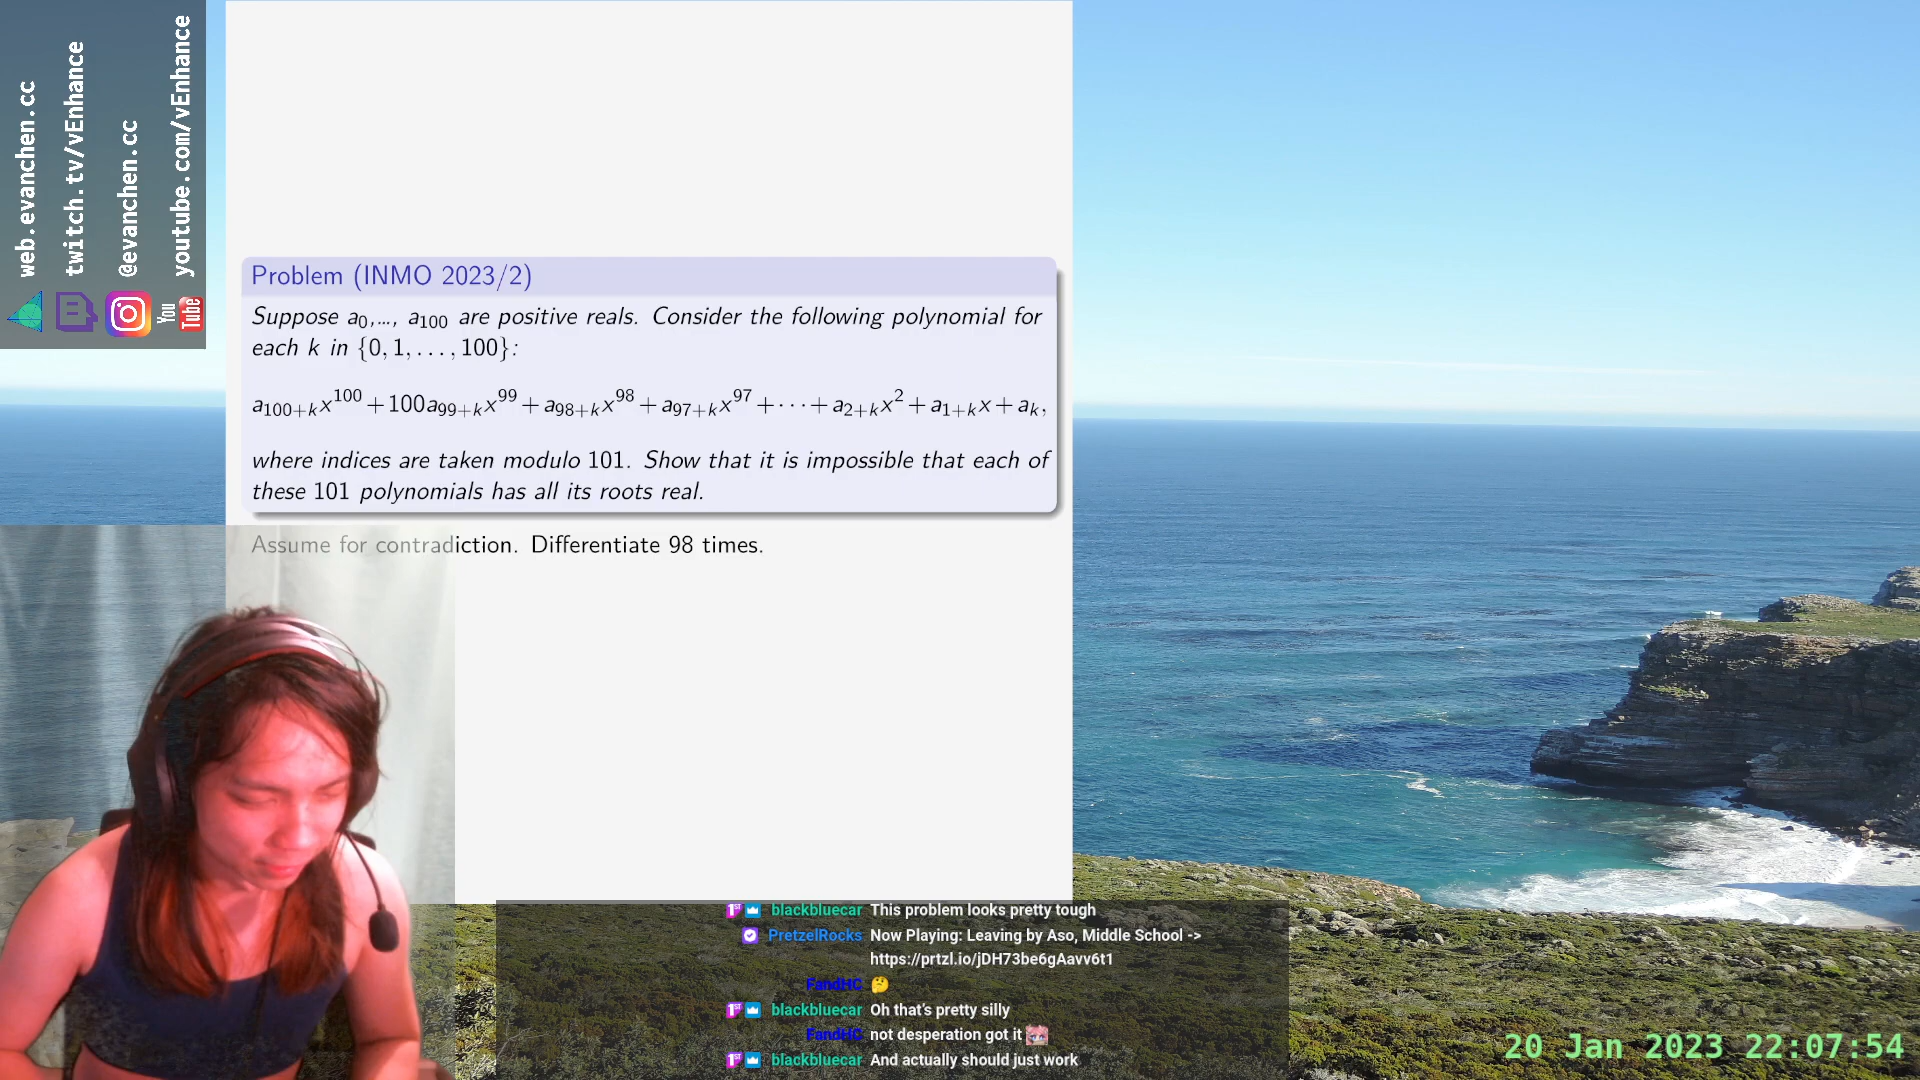 web.evanchen.cc
twitch.tv/vEnhance
@evanchen.cc
youtube.com/vEnhance
You
Tube
Problem (INMO 2023/2)
Suppose a₀,..., a₁₀₀ are positive reals. Consider the following polynomial for
each k in {0, 1, . . . , 100}:
a₁₀₀₊ₖx¹⁰⁰ + 100a₉₉₊ₖx⁹⁹ + a₉₈₊ₖx⁹⁸ + a₉₇₊ₖx⁹⁷ + · · · + a₂₊ₖx² + a₁₊ₖx + aₖ,
where indices are taken modulo 101. Show that it is impossible that each of
these 101 polynomials has all its roots real.
Assume for contradiction. Differentiate 98 times.
blackbluecar This problem looks pretty tough
PretzelRocks Now Playing: Leaving by Aso, Middle School ->
https://prtzl.io/jDH73be6gAavv6t1
FandHC 🤔
blackbluecar Oh that's pretty silly
FandHC not desperation got it
blackbluecar And actually should just work
20 Jan 2023 22:07:54